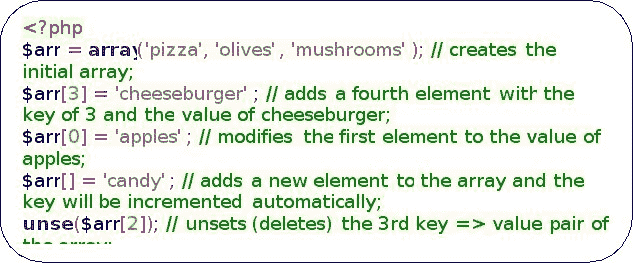 <?php
$arr = array('pizza', 'olives', 'mushrooms' ); // creates the
initial array;
$arr[3] = 'cheeseburger' ; // adds a fourth element with the
key of 3 and the value of cheeseburger;
$arr[0] = 'apples' ; // modifies the first element to the value of
apples;
$arr[] = 'candy' ; // adds a new element to the array and the
key will be incremented automatically;
unse($arr[2]); // unsets (deletes) the 3rd key => value pair of
the array;